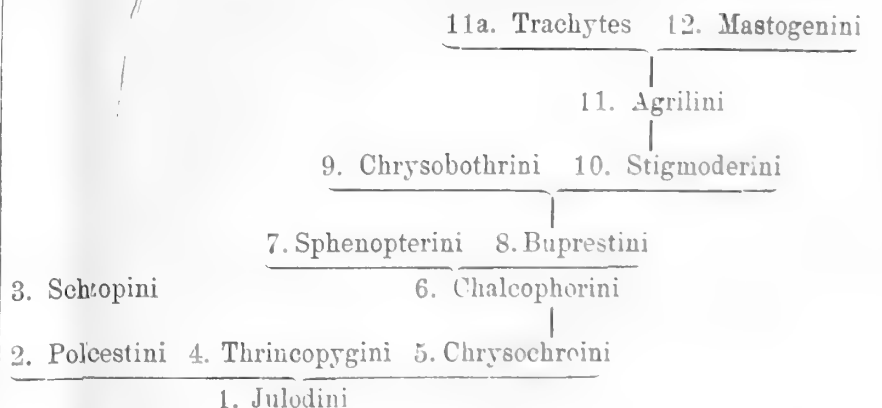 11a. Trachytes 12. Mastogenini
11. Agrilini
9. Chrysobothrini 10. Stigmoderini
7. Sphenopterini 8. Buprestini
3. Schtopini 6. Chalcophorini
2. Polcestini 4. Thrincopygini 5. Chrysochroini
1. Julodini